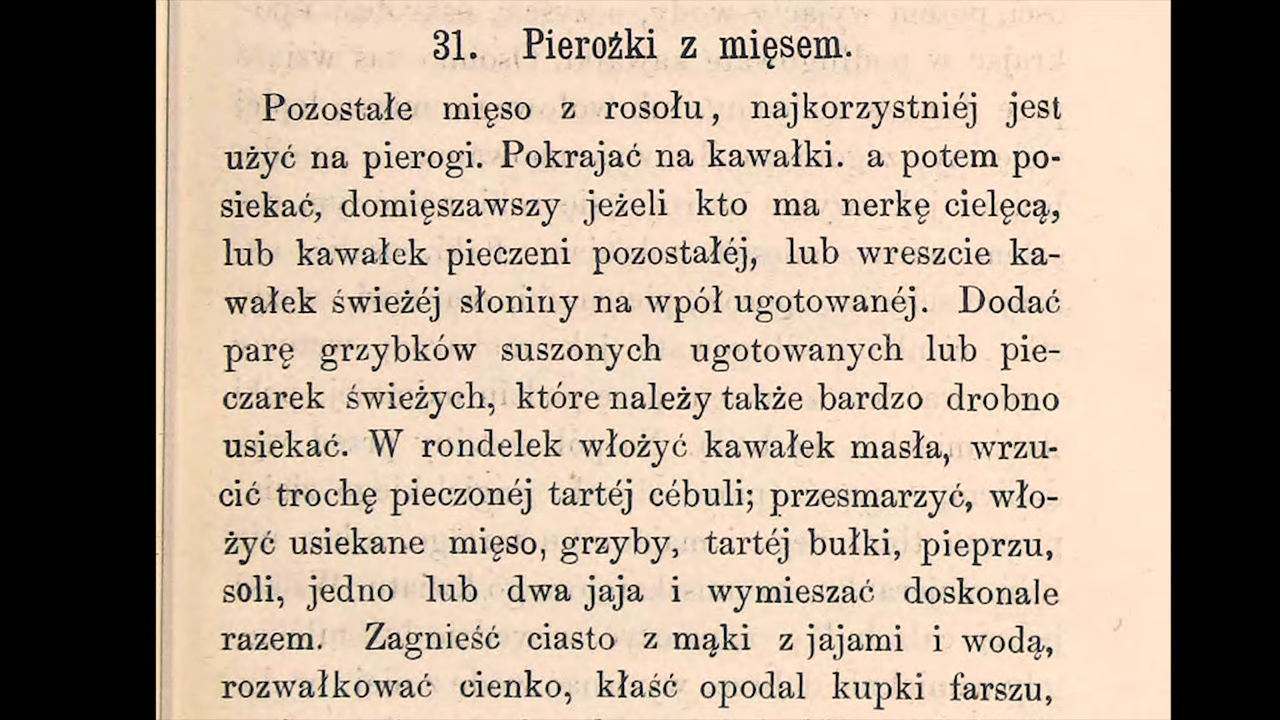 31. Pierożki z mięsem.
Pozostałe mięso z rosołu, najkorzystniéj jest
użyć na pierogi. Pokrajać na kawałki. a potem po-
siekać, domięszawszy jeżeli kto ma nerkę cielęcą,
lub kawałek pieczeni pozostałéj, lub wreszcie ka-
wałek świeżéj słoniny na wpół ugotowanéj. Dodać
parę grzybków suszonych ugotowanych lub pie-
czarek świeżych, które należy także bardzo drobno
usiekać. W rondelek włożyć kawałek masła, wrzu-
cić trochę pieczonéj tartéj cébuli; przesmarzyć, wło-
żyć usiekane mięso, grzyby, tartéj bułki, pieprzu,
soli, jedno lub dwa jaja i wymieszać doskonale
razem. Zagnieść ciasto z mąki z jajami i wodą,
rozwałkować cienko, kłaść opodal kupki farszu,